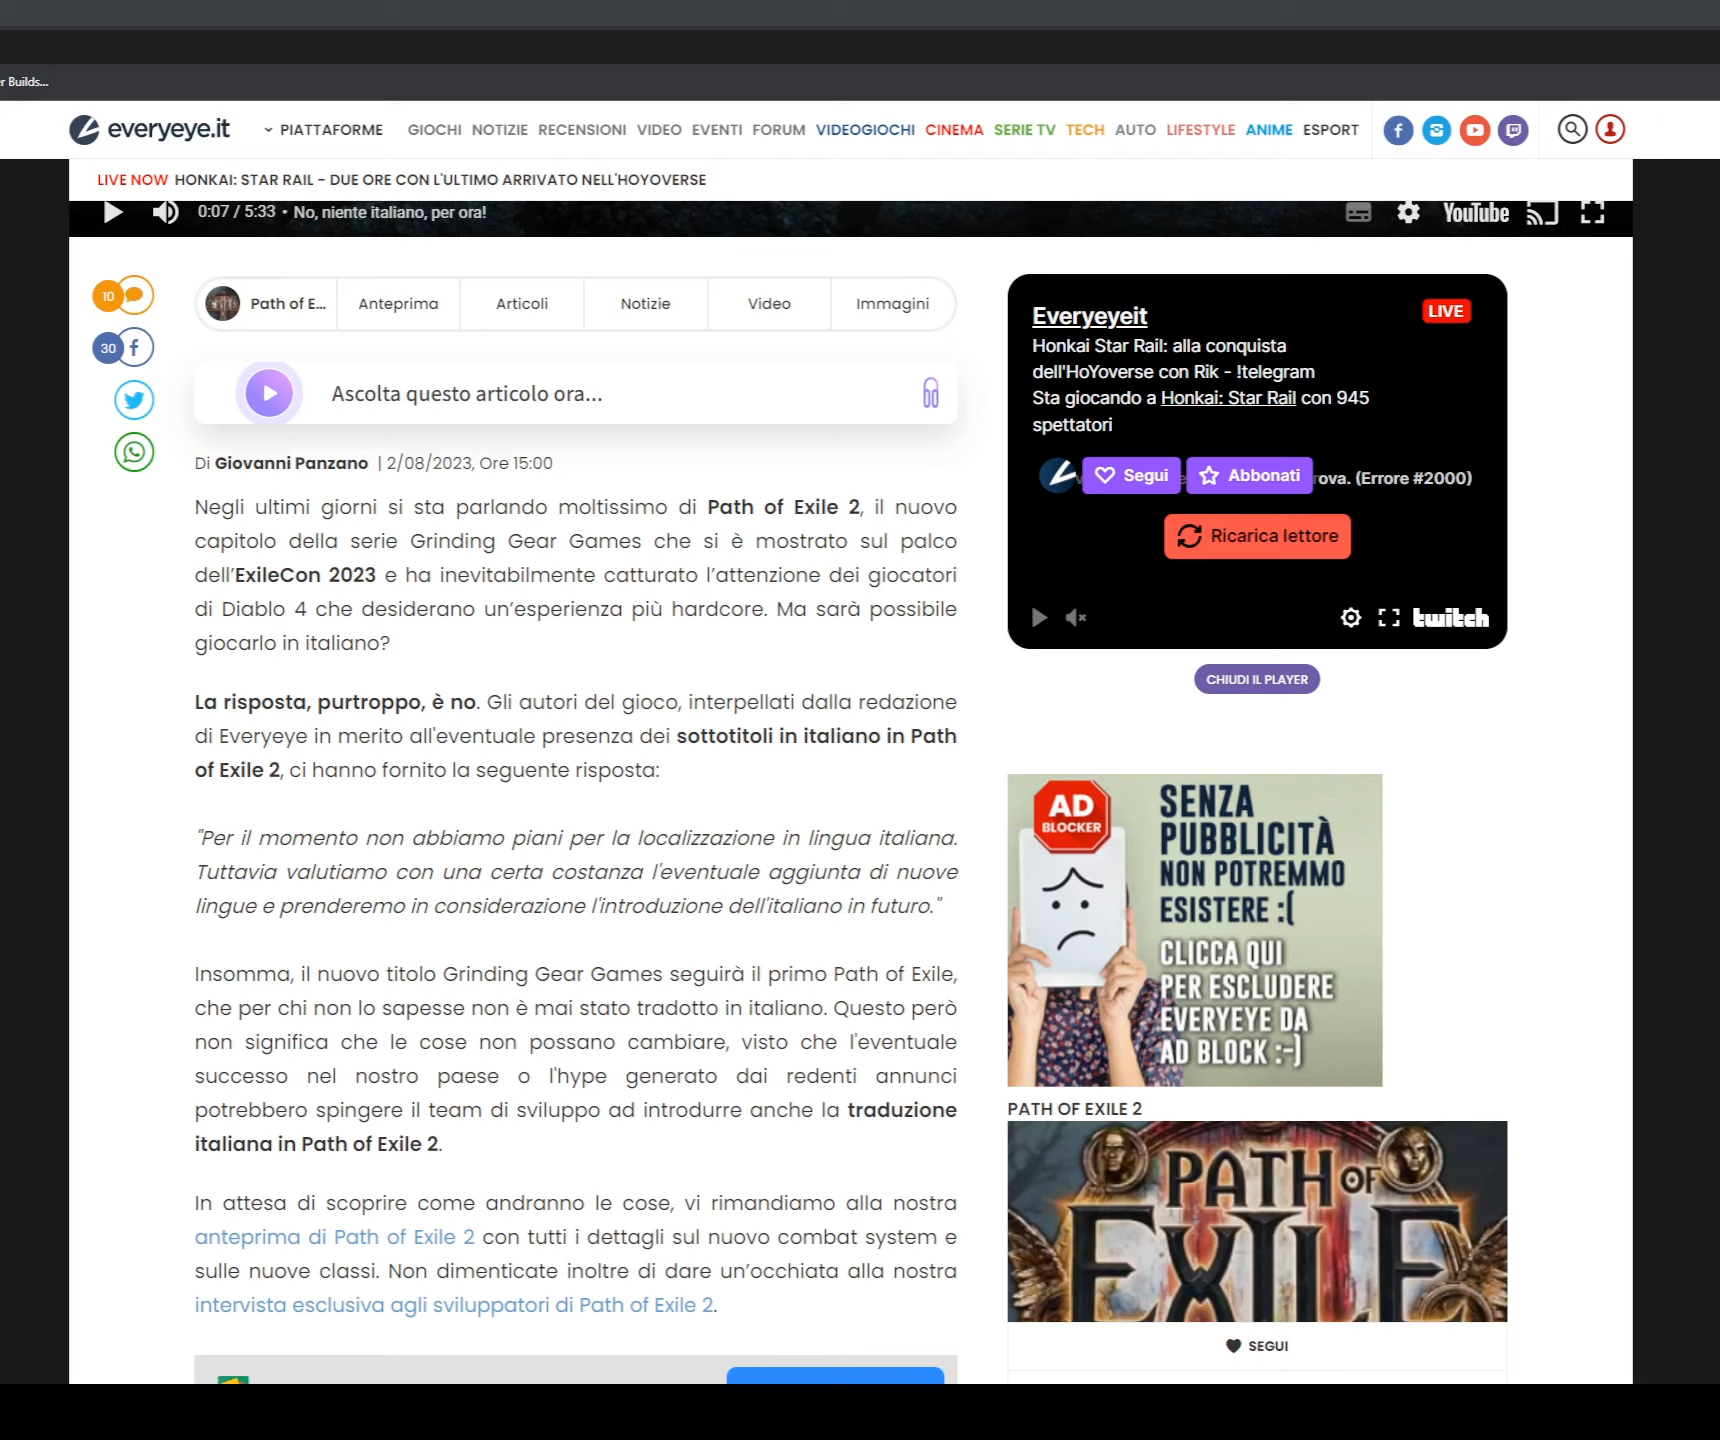 r Builds...
everyeye.it
PIATTAFORME GIOCHI NOTIZIE RECENSIONI VIDEO EVENTI FORUM VIDEOGIOCHI CINEMA SERIE TV TECH AUTO LIFESTYLE ANIME ESPORT
LIVE NOW HONKAI: STAR RAIL - DUE ORE CON L'ULTIMO ARRIVATO NELL'HOYOVERSE
0:07 / 5:33 • No, niente italiano, per ora!
YouTube
10
30
Path of E... Anteprima Articoli Notizie Video Immagini
Ascolta questo articolo ora...
Di Giovanni Panzano | 2/08/2023, Ore 15:00
Negli ultimi giorni si sta parlando moltissimo di Path of Exile 2, il nuovo
capitolo della serie Grinding Gear Games che si è mostrato sul palco
dell’ExileCon 2023 e ha inevitabilmente catturato l’attenzione dei giocatori
di Diablo 4 che desiderano un’esperienza più hardcore. Ma sarà possibile
giocarlo in italiano?
La risposta, purtroppo, è no. Gli autori del gioco, interpellati dalla redazione
di Everyeye in merito all'eventuale presenza dei sottotitoli in italiano in Path
of Exile 2, ci hanno fornito la seguente risposta:
"Per il momento non abbiamo piani per la localizzazione in lingua italiana.
Tuttavia valutiamo con una certa costanza l'eventuale aggiunta di nuove
lingue e prenderemo in considerazione l'introduzione dell'italiano in futuro."
Insomma, il nuovo titolo Grinding Gear Games seguirà il primo Path of Exile,
che per chi non lo sapesse non è mai stato tradotto in italiano. Questo però
non significa che le cose non possano cambiare, visto che l'eventuale
successo nel nostro paese o l'hype generato dai redenti annunci
potrebbero spingere il team di sviluppo ad introdurre anche la traduzione
italiana in Path of Exile 2.
In attesa di scoprire come andranno le cose, vi rimandiamo alla nostra
anteprima di Path of Exile 2 con tutti i dettagli sul nuovo combat system e
sulle nuove classi. Non dimenticate inoltre di dare un’occhiata alla nostra
intervista esclusiva agli sviluppatori di Path of Exile 2.
Everyeyeit
LIVE
Honkai Star Rail: alla conquista
dell'HoYoverse con Rik - !telegram
Sta giocando a Honkai: Star Rail con 945
spettatori
Segui Abbonati rova. (Errore #2000)
Ricarica lettore
twitch
CHIUDI IL PLAYER
AD
BLOCKER
SENZA
PUBBLICITÀ
NON POTREMMO
ESISTERE :(
CLICCA QUI
PER ESCLUDERE
EVERYEYE DA
AD BLOCK :-)
PATH OF EXILE 2
PATH OF
EXILE
SEGUI